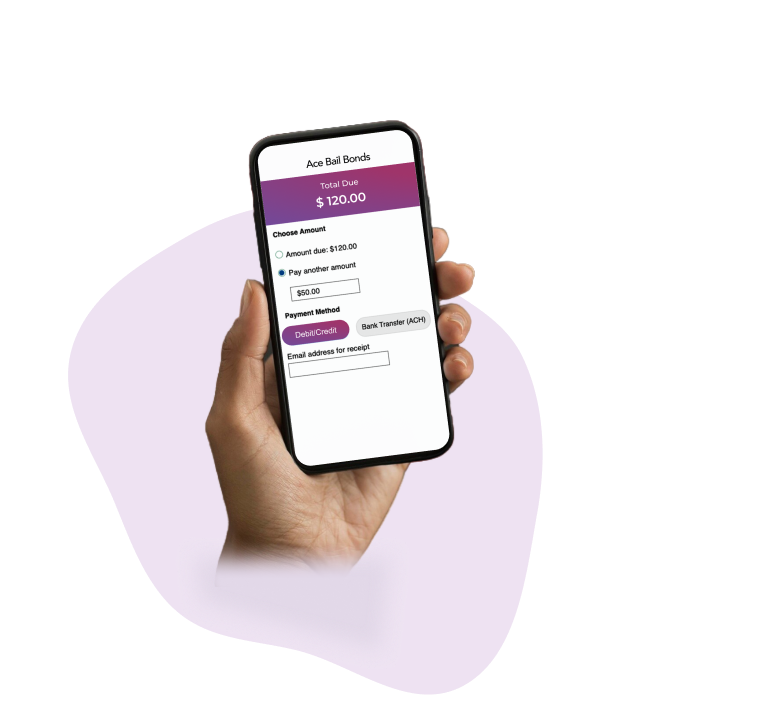 Ace Bail Bonds
Total Due
$ 120.00
Choose Amount
Amount due: $120.00
Pay another amount
$50.00
Payment Method
Debit/Credit
Bank Transfer (ACH)
Email address for receipt